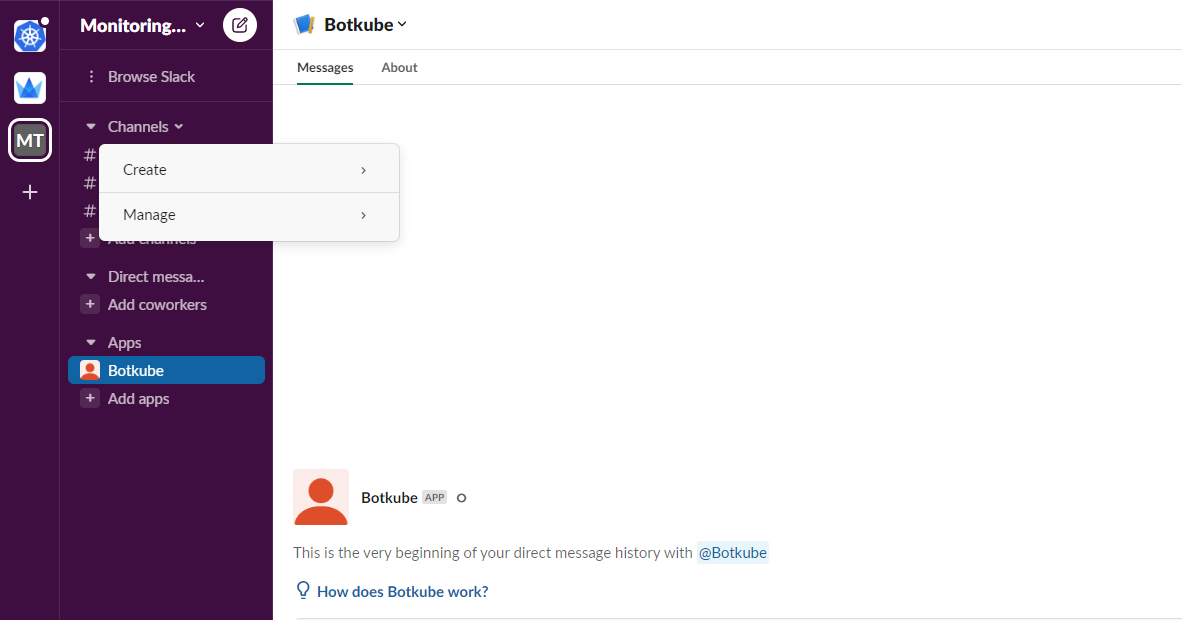 Monitoring...
Browse Slack
Channels
#
Create
#
Manage
#
+ Add channels
Direct messa...
+ Add coworkers
Apps
Botkube
+ Add apps
MT
+
Botkube
Messages About
Botkube APP
This is the very beginning of your direct message history with @Botkube
How does Botkube work?